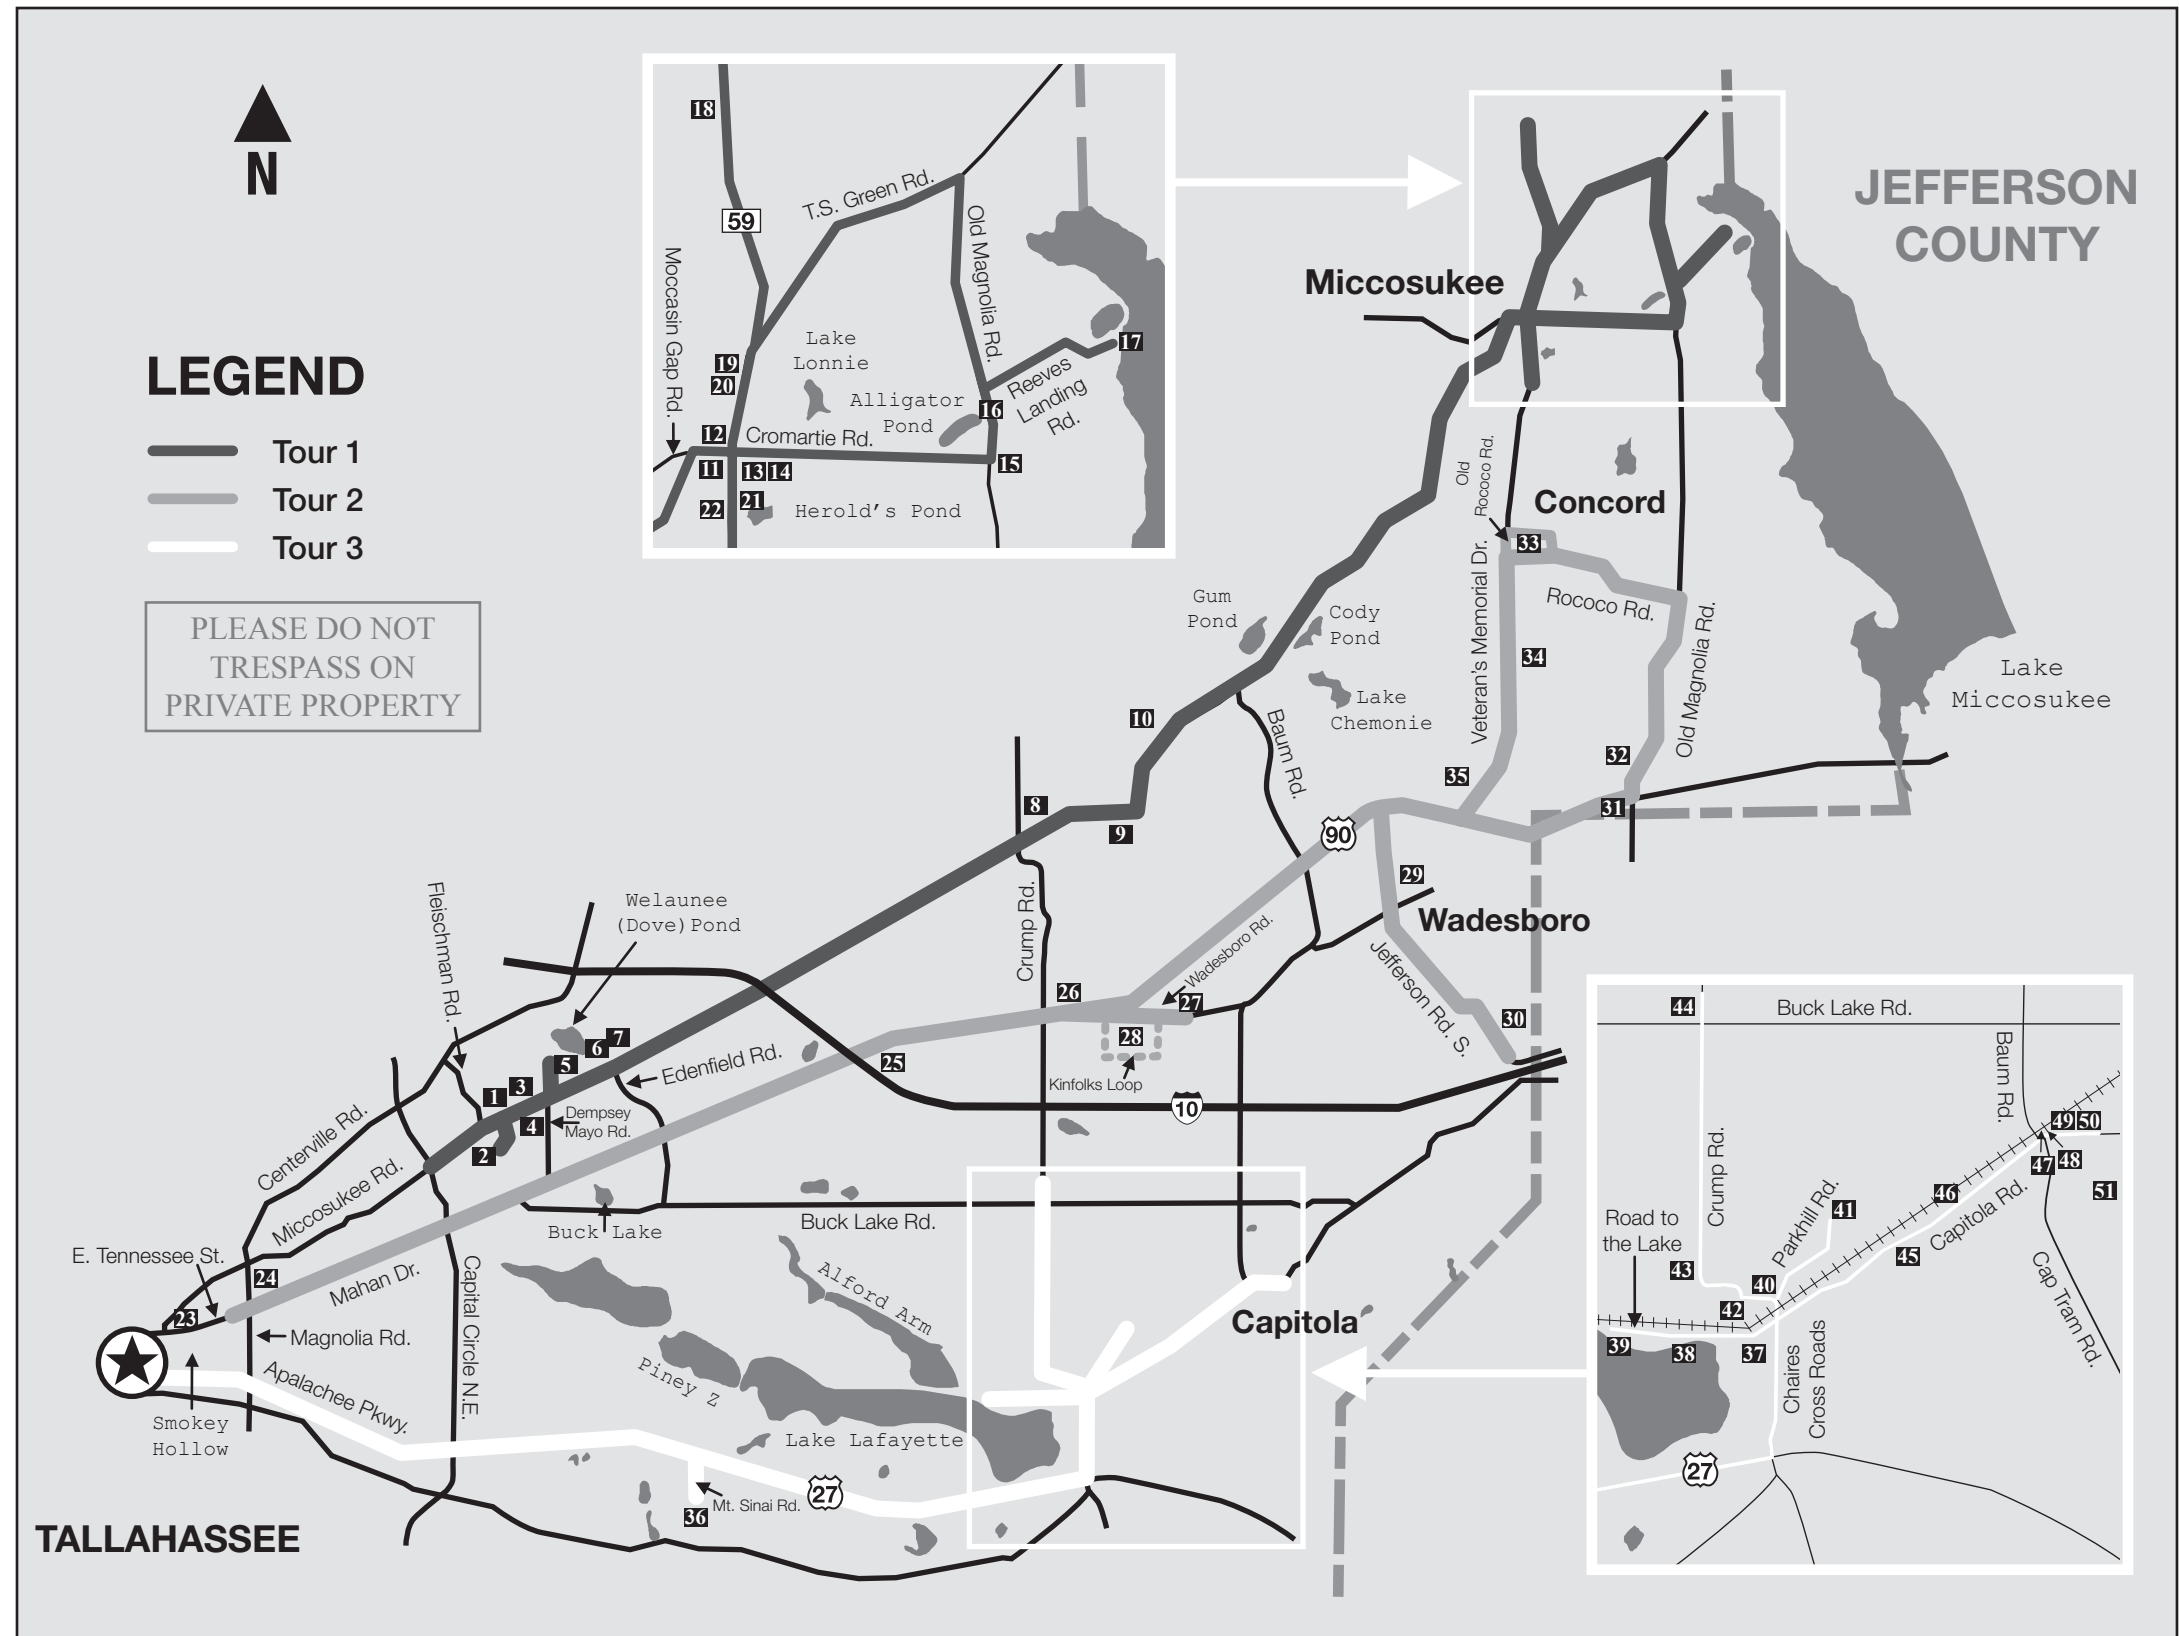 N
LEGEND
Tour 1
Tour 2
Tour 3
PLEASE DO NOT
TRESPASS ON
PRIVATE PROPERTY
18
59
T.S. Green Rd.
Old Magnolia Rd.
Moccasin Gap Rd.
Lake
Lonnie
17
19
20
Reeves
Landing
Rd.
Alligator
Pond
16
12
Cromartie Rd.
11
13
14
15
21
22
Herold's Pond
JEFFERSON
COUNTY
Miccosukee
Old
Rococo Rd.
Concord
33
Veteran's Memorial Dr.
Rococo Rd.
34
Old Magnolia Rd.
Gum
Pond
Cody
Pond
Lake
Chemonie
Lake
Miccosukee
10
Baum Rd.
32
35
31
8
9
90
29
Wadesboro
Fleischman Rd.
Welaunee
(Dove) Pond
Crump Rd.
Wadesboro Rd.
Jefferson Rd. S.
26
27
28
30
Kinfolks Loop
7
6
5
3
1
4
2
Edenfield Rd.
25
Dempsey
Mayo Rd.
10
Centerville Rd.
Miccosukee Rd.
Buck Lake
Buck Lake Rd.
E. Tennessee St.
24
23
Mahan Dr.
Capital Circle N.E.
Magnolia Rd.
Apalachee Pkwy.
Smokey
Hollow
Alford Arm
Piney Z
Lake Lafayette
Capitola
27
Mt. Sinai Rd.
36
TALLAHASSEE
44
Buck Lake Rd.
Baum Rd.
Crump Rd.
49
50
47
48
51
Parkhill Rd.
41
46
Capitola Rd.
45
Road to
the Lake
43
40
42
39
38
37
Chaires
Cross Roads
Cap Tram Rd.
27